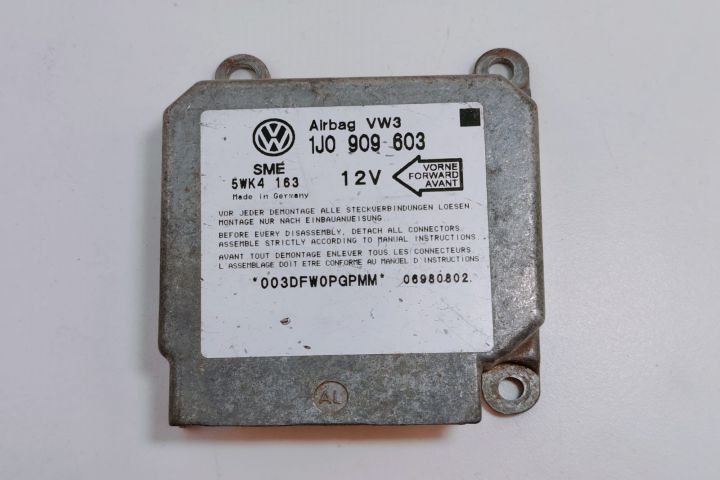 VW
Airbag VW3
1J0 909 603
SME
5WK4 163
Made in Germany
12V
VORNE
FORWARD
AVANT
VOR JEDER DEMONTAGE ALLE STECKVERBINDUNGEN LOESEN.
MONTAGE NUR NACH EINBAUANWEISUNG.
BEFORE EVERY DISASSEMBLY, DETACH ALL CONNECTORS.
ASSEMBLE STRICTLY ACCORDING TO MANUAL INSTRUCTIONS
AVANT TOUT DEMONTAGE ENLEVER TOUS LES CONNECTEURS
L'ASSEMBLAGE DOIT ETRE CONFORME AU MANUEL D'INSTRUCTIONS
*003DFW0PGPMM* 06980802.
AL